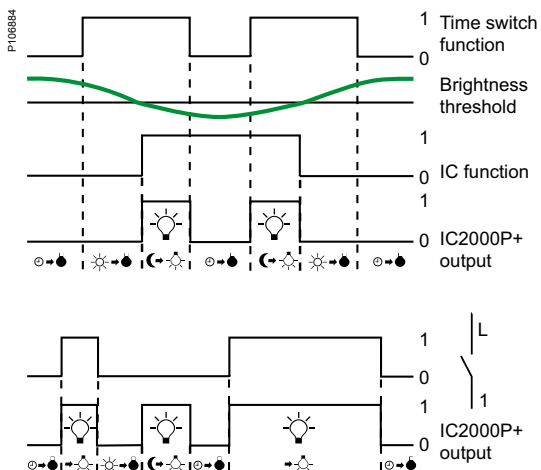 P106884
1
Time switch
0
function
Brightness
threshold
1
0
IC function
1
0
IC2000P+
output
1
0
L
1
1
0
IC2000P+
output